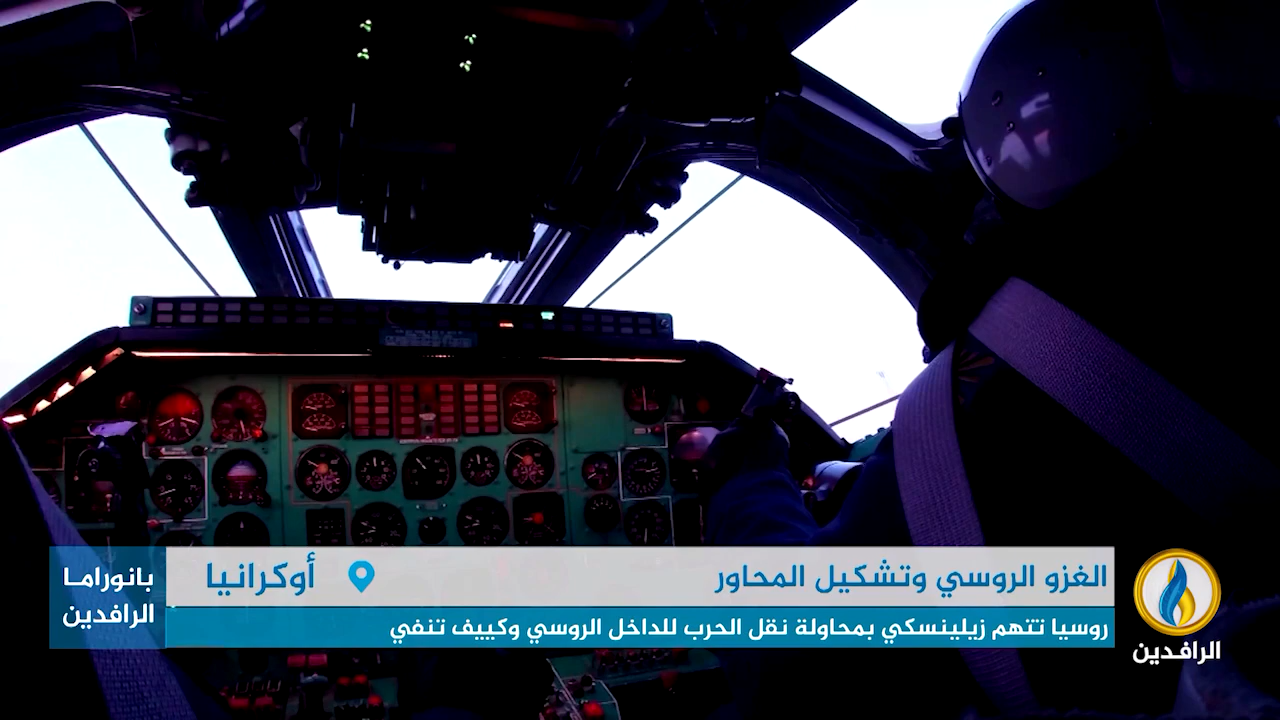 الغزو الروسي وتشكيل المحاور
أوكرانيا
روسيا تتهم زيلينسكي بمحاولة نقل الحرب للداخل الروسي وكييف تنفي
بانوراما
الرافدين
الرافدين